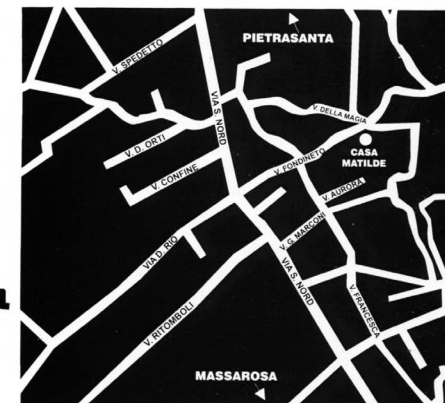 PIETRASANTA
V. SPEDETTO
VIA S. NORD
V. DELLA MAGIA
V. D. ORTI
CASA
MATILDE
V. FONDINETO
V. CONFINE
V. AURORA
V. G. MARCONI
VIA D. RIO
VIA S. NORD
V. FRANCESCA
V. RITOMBOLI
MASSAROSA